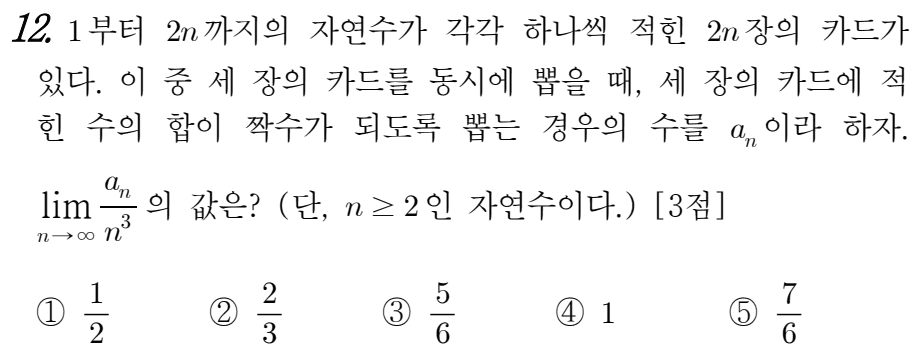 12. 1부터 2n까지의 자연수가 각각 하나씩 적힌 2n장의 카드가
있다. 이 중 세 장의 카드를 동시에 뽑을 때, 세 장의 카드에 적
힌 수의 합이 짝수가 되도록 뽑는 경우의 수를 aₙ이라 하자.
lim n→∞ aₙ/n³ 의 값은? (단, n ≥ 2인 자연수이다.) [3점]
① 1/2 ② 2/3 ③ 5/6 ④ 1 ⑤ 7/6